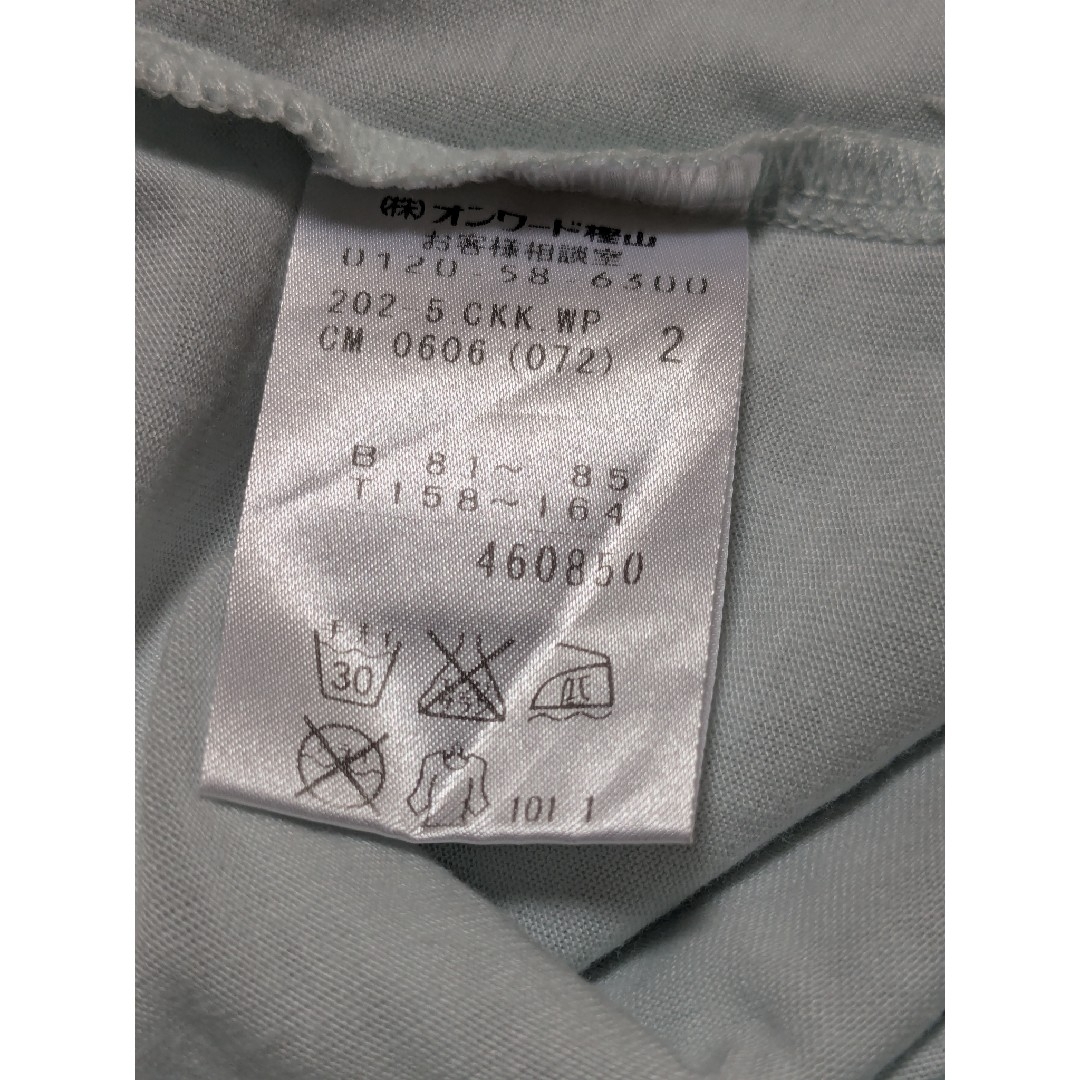 (株)オンワード樫山
お客様相談室
0120-58-6300
202-5 CKK.WP 2
CM 0606 (072)
B 81～ 85
T158～164
460850
30
中
101 1